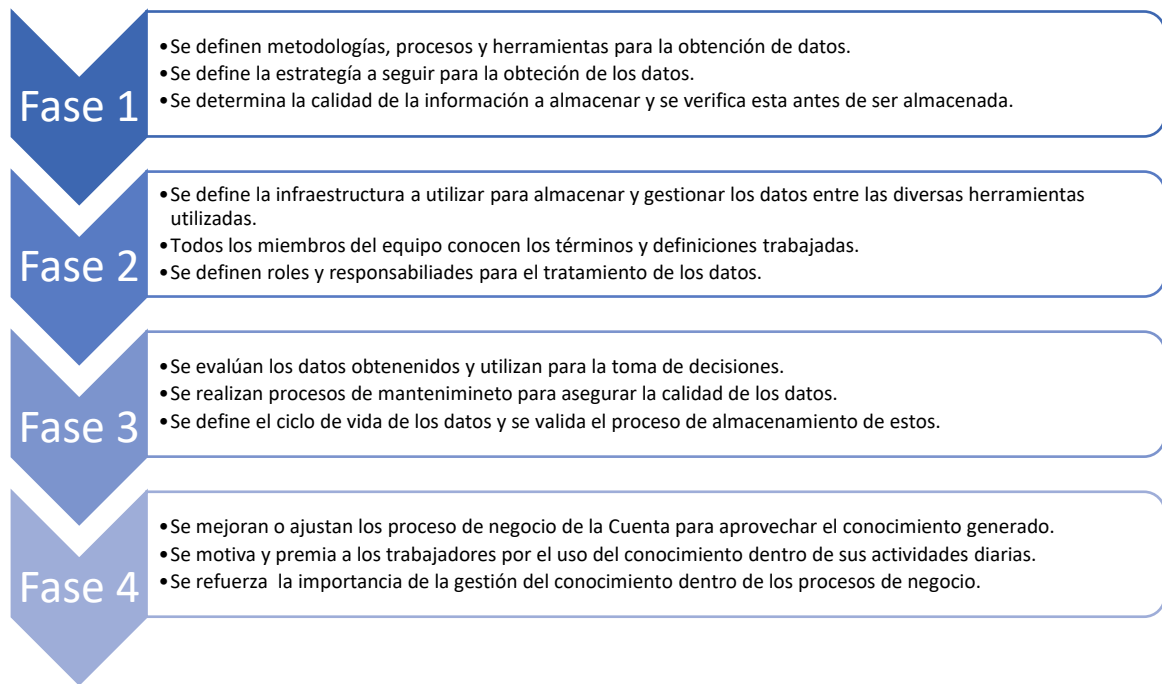 Fase 1
•Se definen metodologías, procesos y herramientas para la obtención de datos.
•Se define la estrategía a seguir para la obteción de los datos.
•Se determina la calidad de la información a almacenar y se verifica esta antes de ser almacenada.
Fase 2
•Se define la infraestructura a utilizar para almacenar y gestionar los datos entre las diversas herramientas
utilizadas.
•Todos los miembros del equipo conocen los términos y definiciones trabajadas.
•Se definen roles y responsabiliades para el tratamiento de los datos.
Fase 3
•Se evalúan los datos obtenenidos y utilizan para la toma de decisiones.
•Se realizan procesos de mantenimineto para asegurar la calidad de los datos.
•Se define el ciclo de vida de los datos y se valida el proceso de almacenamiento de estos.
Fase 4
•Se mejoran o ajustan los proceso de negocio de la Cuenta para aprovechar el conocimiento generado.
•Se motiva y premia a los trabajadores por el uso del conocimiento dentro de sus actividades diarias.
•Se refuerza la importancia de la gestión del conocimiento dentro de los procesos de negocio.